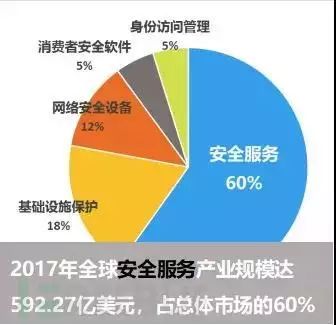 身份访问管理
5%
消费者安全软件
5%
网络安全设备
12%
安全服务
60%
基础设施保护
18%
2017年全球安全服务产业规模达
592.27亿美元，占总体市场的60%